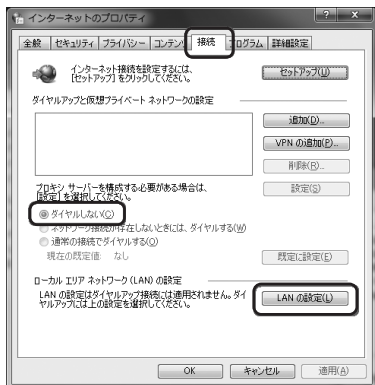 インターネットのプロパティ
全般 セキュリティ プライバシー コンテンツ 接続 プログラム 詳細設定
インターネット接続を設定するには、
[セットアップ] をクリックしてください。
セットアップ(U)
ダイヤルアップと仮想プライベート ネットワークの設定
追加(D)...
VPN の追加(P)...
削除(R)...
プロキシ サーバーを構成する必要がある場合は、
[設定] を選択してください。
設定(S)
ダイヤルしない(C)
ネットワーク接続が存在しないときには、ダイヤルする(W)
通常の接続でダイヤルする(O)
現在の既定値: なし
既定に設定(E)
ローカル エリア ネットワーク (LAN) の設定
LAN の設定はダイヤルアップ接続には適用されません。ダイ
ヤルアップには上の設定を選択してください。
LAN の設定(L)
OK キャンセル 適用(A)